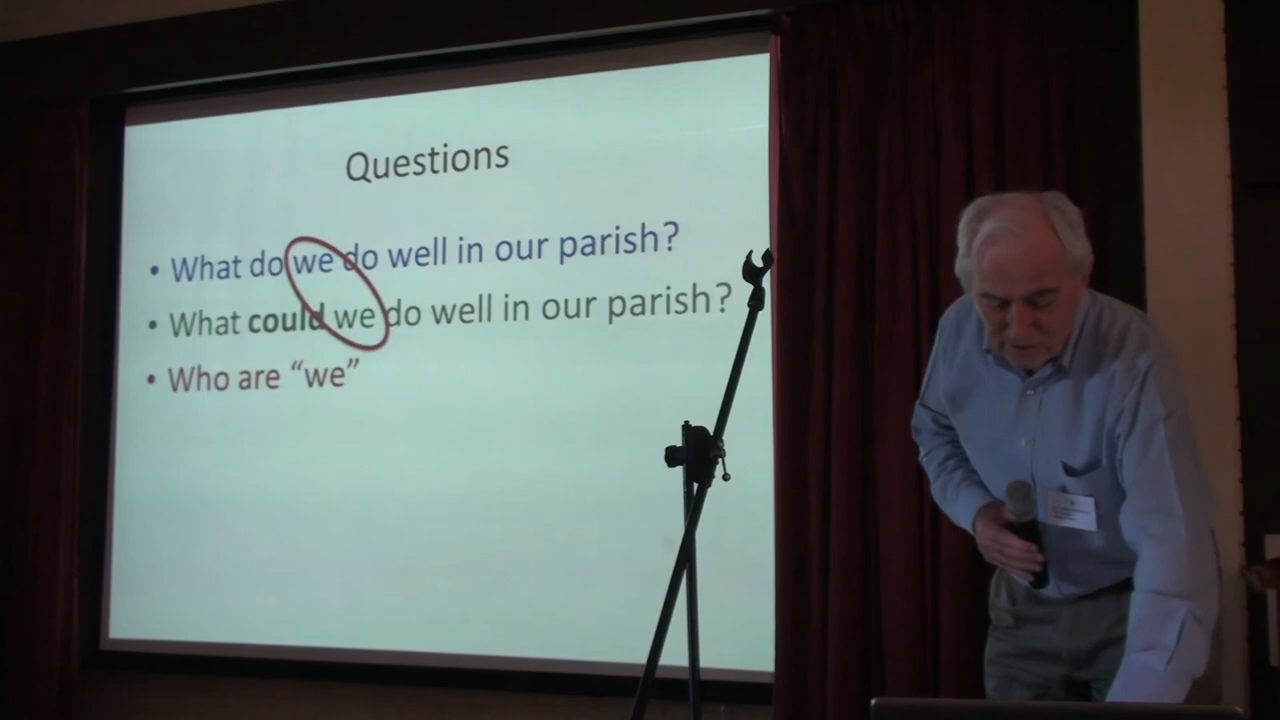 Questions
• What do we do well in our parish?
• What could we do well in our parish?
• Who are “we”